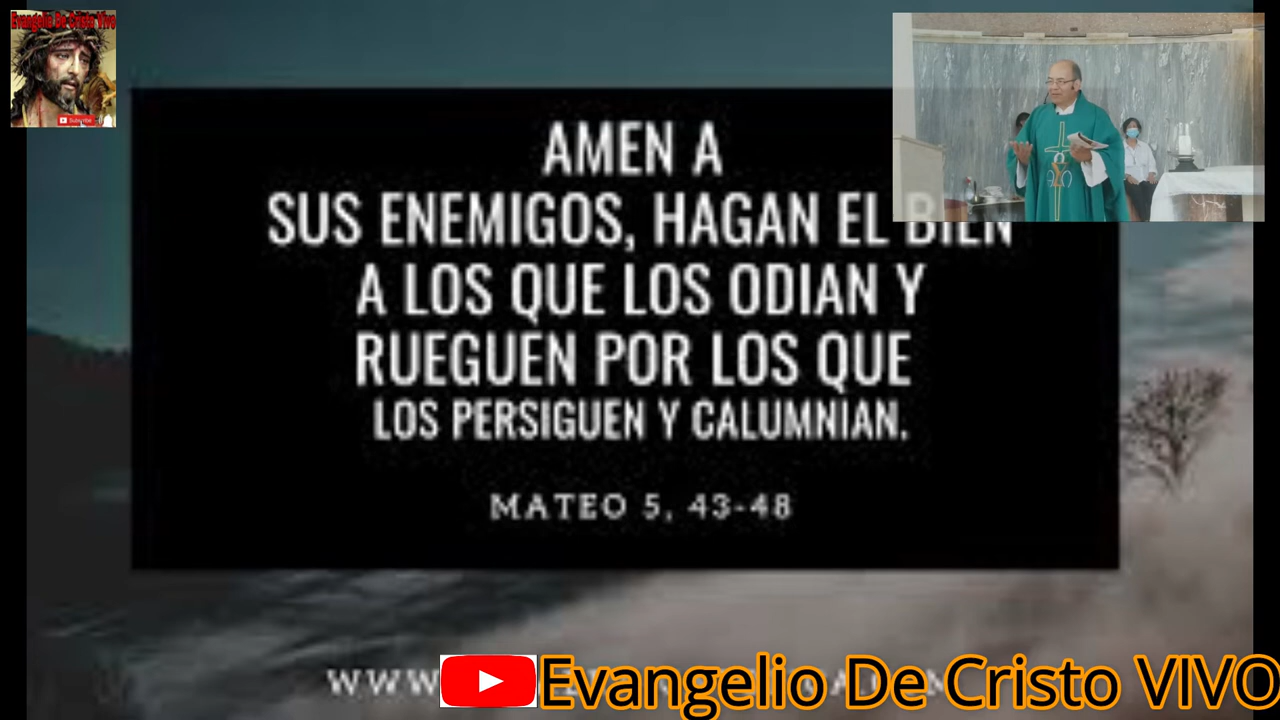 Evangelio De Cristo Vivo
Subscribe
AMEN A
SUS ENEMIGOS, HAGAN EL BIEN
A LOS QUE LOS ODIAN Y
RUEGUEN POR LOS QUE
LOS PERSIGUEN Y CALUMNIAN.
MATEO 5, 43-48
Evangelio De Cristo VIVO